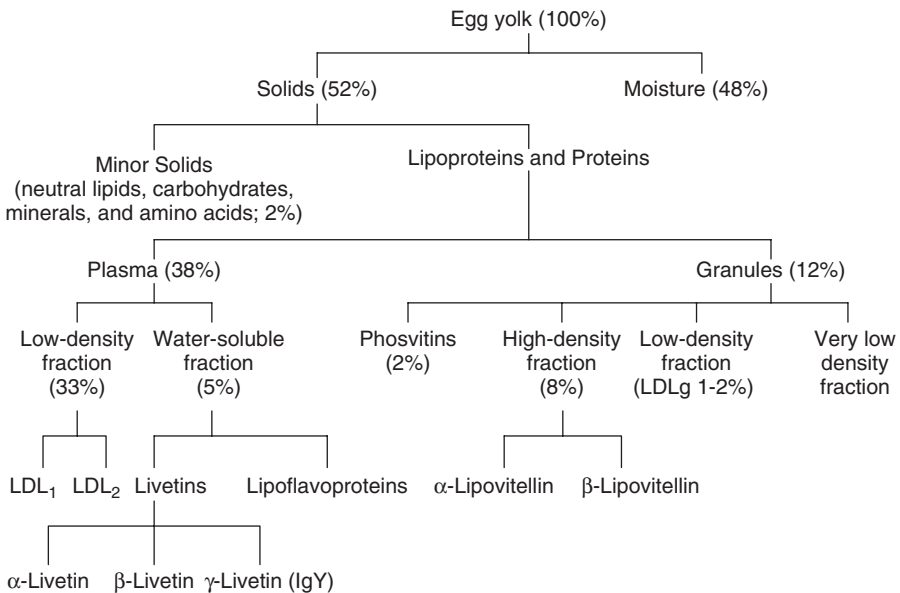 Egg yolk (100%)
Solids (52%)
Moisture (48%)
Minor Solids
(neutral lipids, carbohydrates,
minerals, and amino acids; 2%)
Lipoproteins and Proteins
Plasma (38%)
Granules (12%)
Low-density
fraction
(33%)
Water-soluble
fraction
(5%)
Phosvitins
(2%)
High-density
fraction
(8%)
Low-density
fraction
(LDLg 1-2%)
Very low
density
fraction
LDL₁
LDL₂
Livetins
Lipoflavoproteins
α-Lipovitellin
β-Lipovitellin
α-Livetin
β-Livetin
γ-Livetin (IgY)